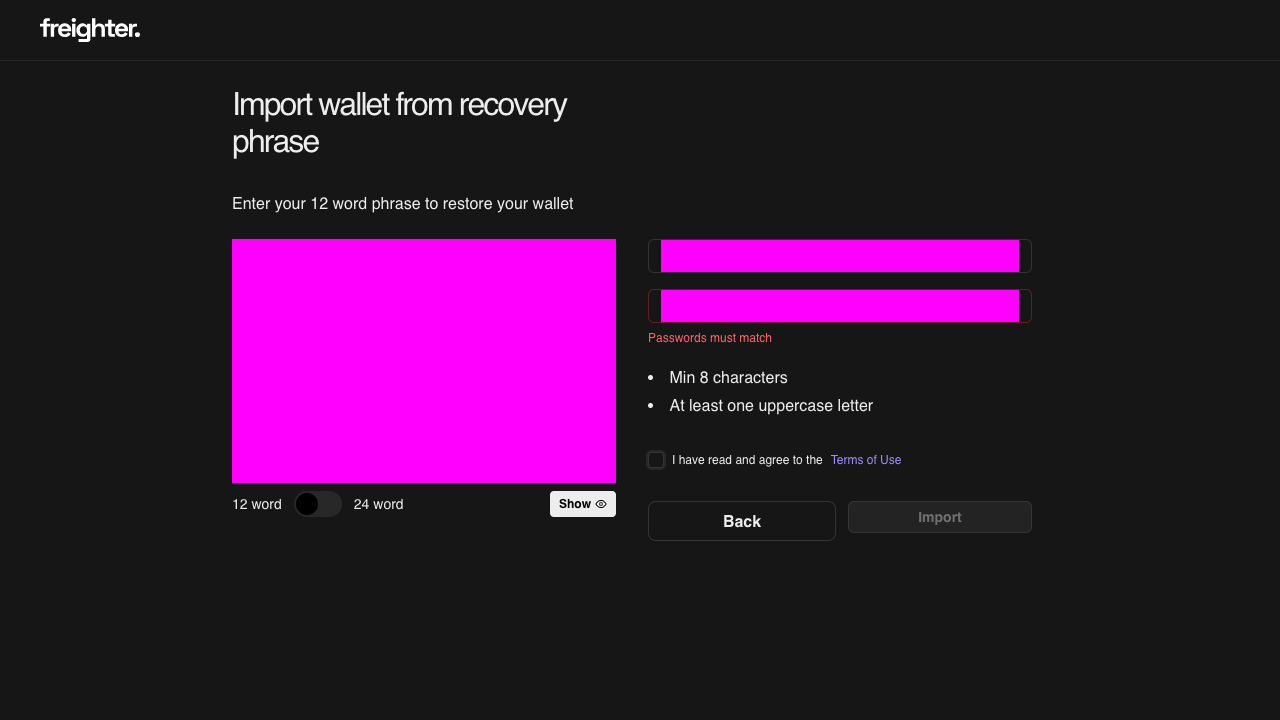 freighter.
Import wallet from recovery
phrase
Enter your 12 word phrase to restore your wallet
Passwords must match
Min 8 characters
At least one uppercase letter
I have read and agree to the Terms of Use
12 word
24 word
Show
Back
Import